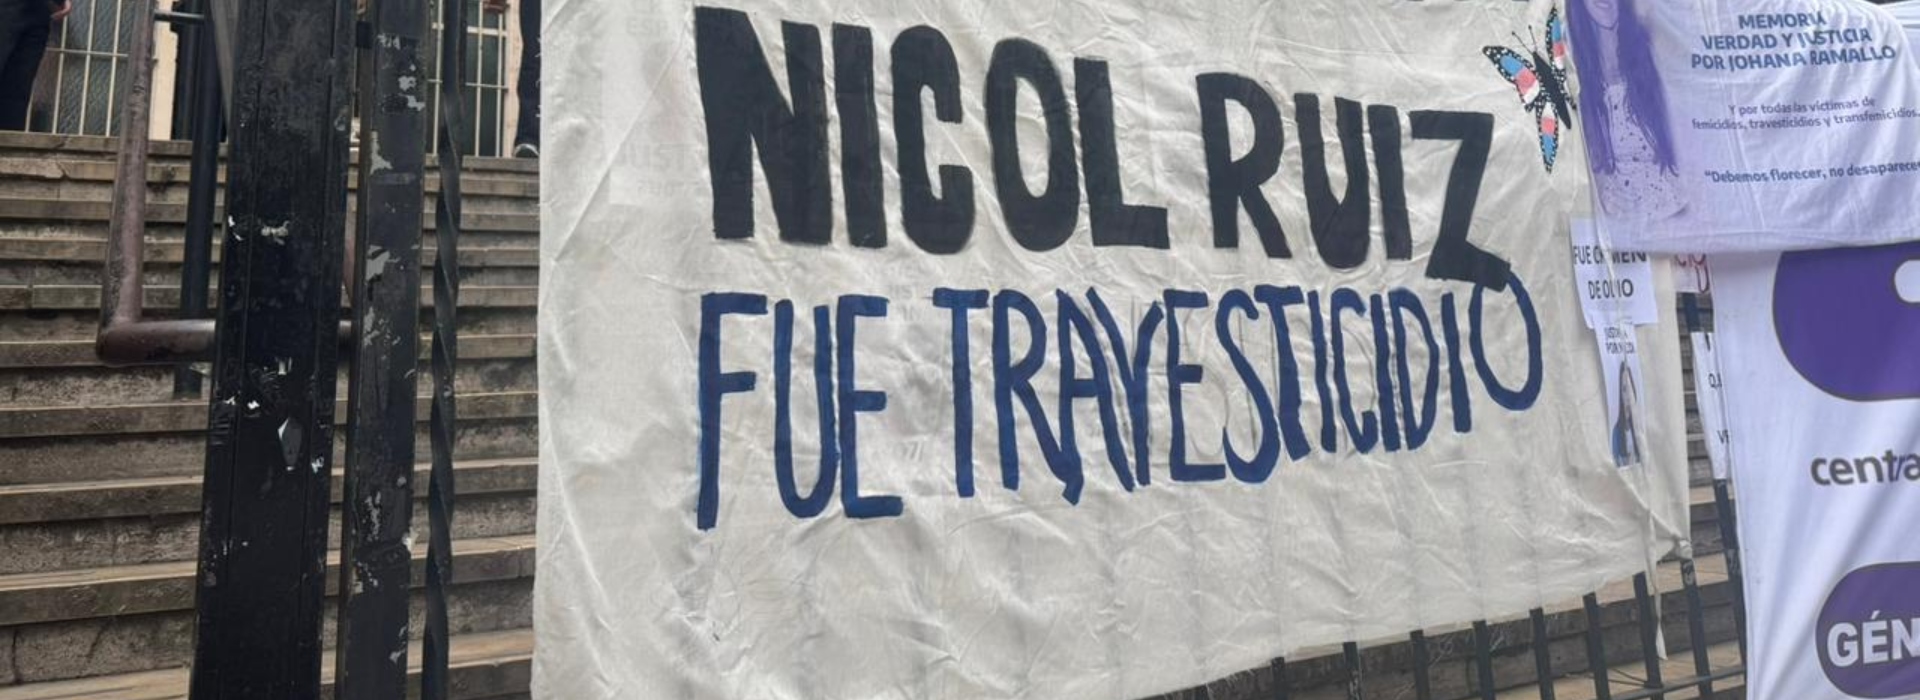 NICOL RUIZ
FUE TRAVESTICIDIO
MEMORIA
VERDAD Y JUSTICIA
POR JOHANA RAMALLO
Y por todas las víctimas de
femicidios, travesticidios y transfemicidios.
"Debemos florecer, no desaparecer
FUE CRIMEN
DE ODIO
centra
GÉN